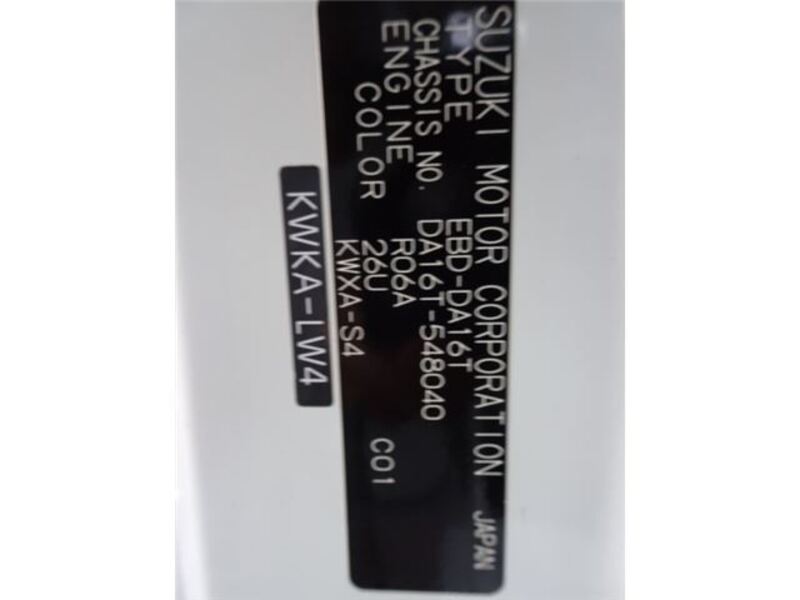 SUZUKI MOTOR CORPORATION JAPAN
TYPE EBD-DA16T
CHASSIS NO. DA16T-548040
ENGINE R06A
COLOR 26U C01
KWXA-S4
KWKA-LW4